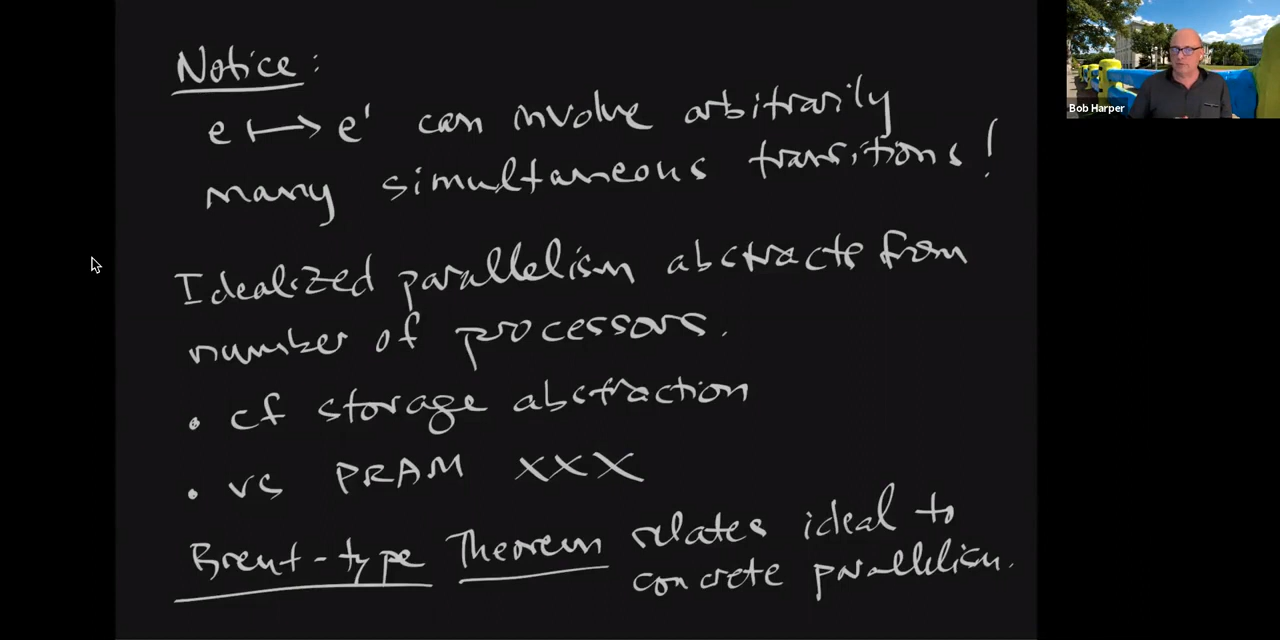 Notice:
e ↦ e' can involve arbitrarily
many simultaneous transitions!
Idealized parallelism abstracts from
number of processors.
• cf storage abstraction
• vs PRAM XXX
Brent-type Theorem relates ideal to
concrete parallelism.
Bob Harper